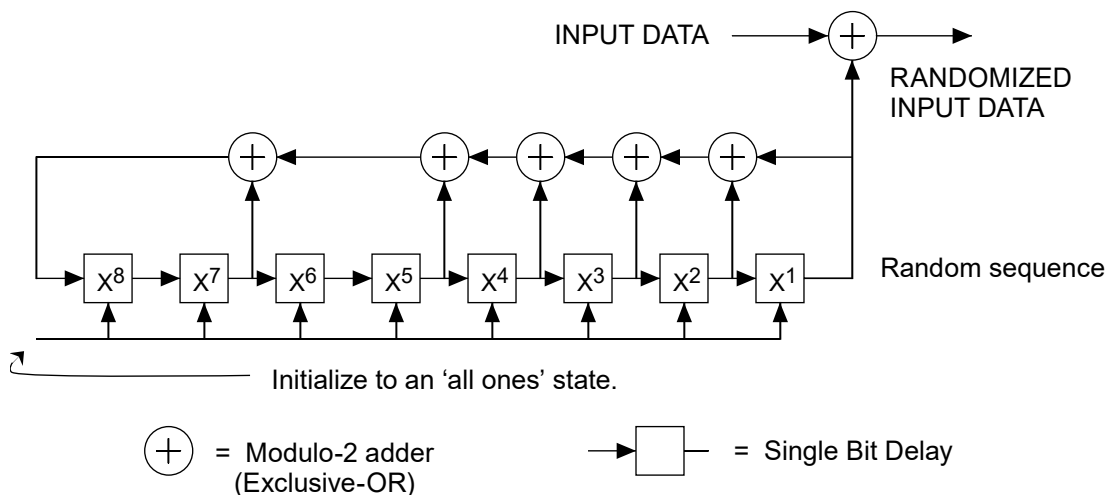 INPUT DATA
RANDOMIZED
INPUT DATA
X8 X7 X6 X5 X4 X3 X2 X1
Random sequence
Initialize to an ‘all ones’ state.
= Modulo-2 adder
(Exclusive-OR)
= Single Bit Delay